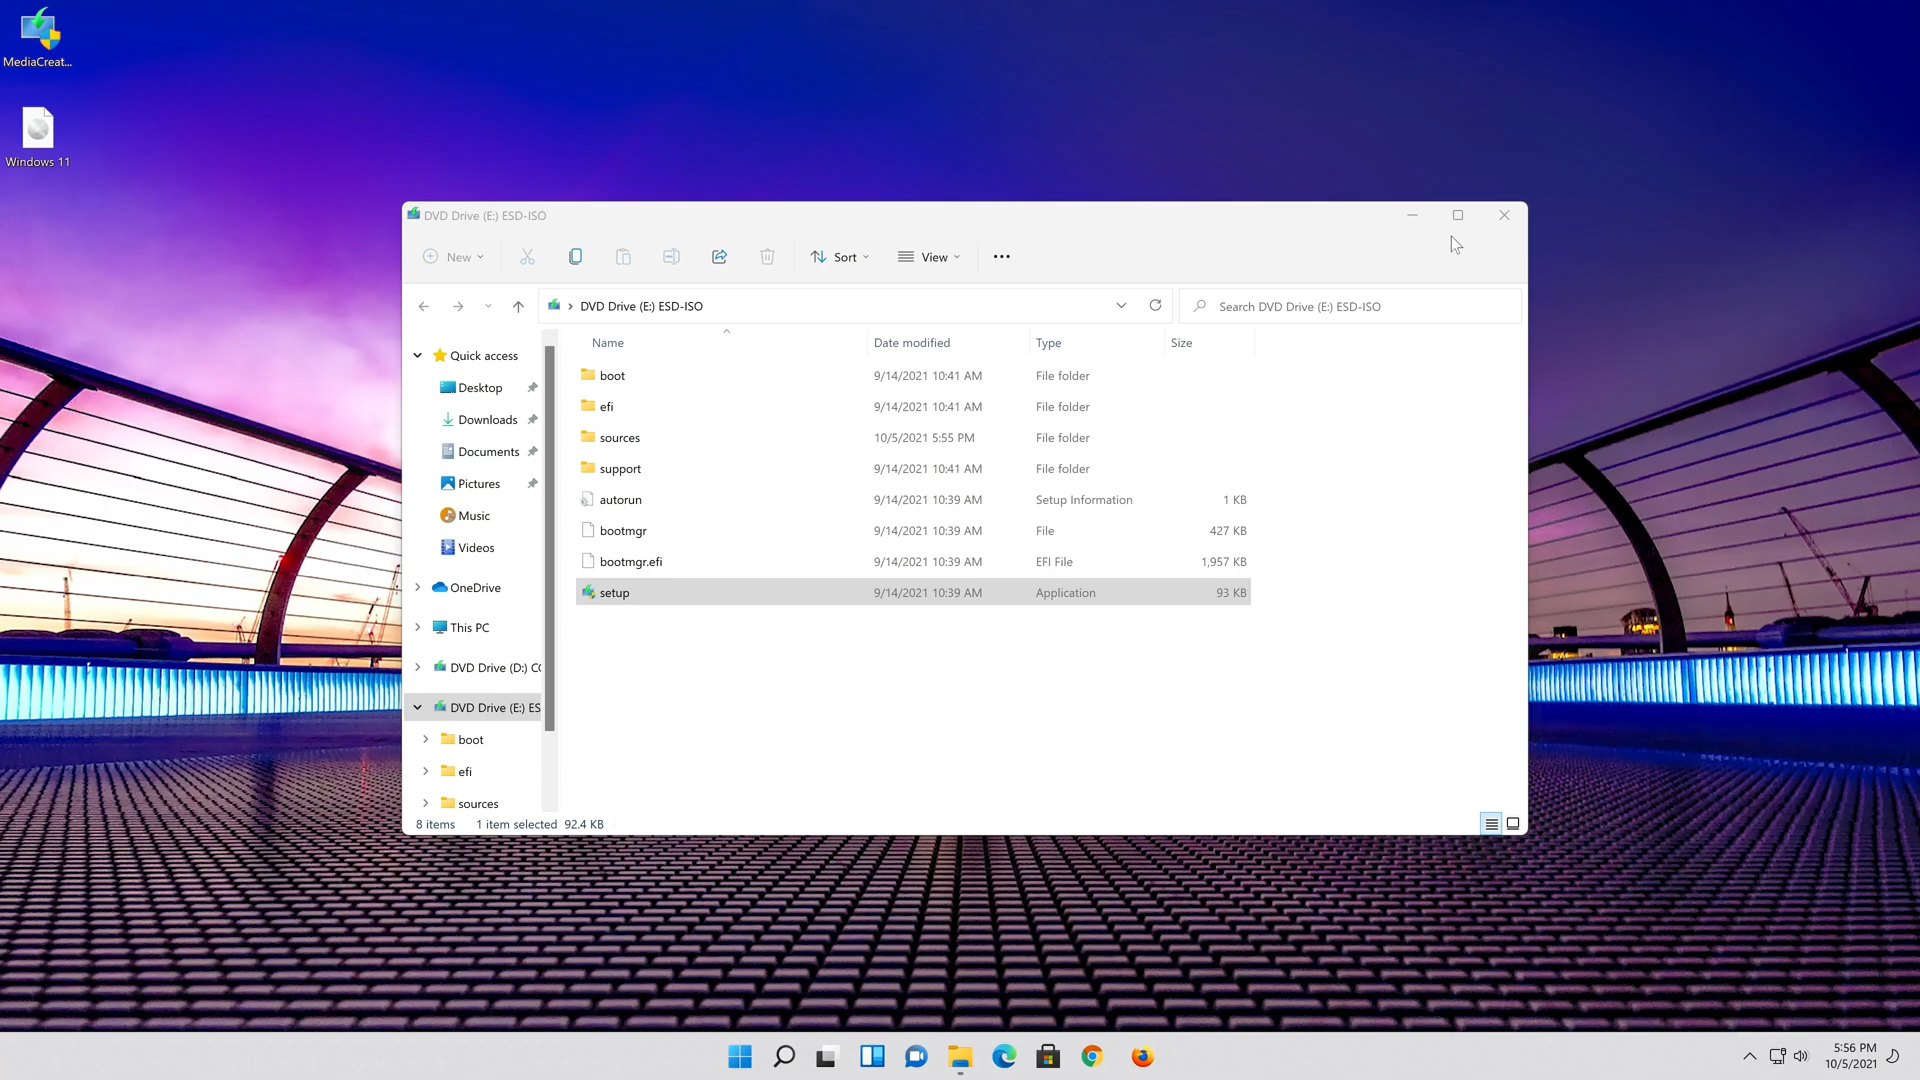 MediaCreat...
Windows 11
DVD Drive (E:) ESD-ISO
New
Sort
View
DVD Drive (E:) ESD-ISO
Search DVD Drive (E:) ESD-ISO
Name Date modified Type Size
boot 9/14/2021 10:41 AM File folder
efi 9/14/2021 10:41 AM File folder
sources 10/5/2021 5:55 PM File folder
support 9/14/2021 10:41 AM File folder
autorun 9/14/2021 10:39 AM Setup Information 1 KB
bootmgr 9/14/2021 10:39 AM File 427 KB
bootmgr.efi 9/14/2021 10:39 AM EFI File 1,957 KB
setup 9/14/2021 10:39 AM Application 93 KB
Quick access
Desktop
Downloads
Documents
Pictures
Music
Videos
OneDrive
This PC
DVD Drive (D:) CC
DVD Drive (E:) ES
boot
efi
sources
8 items 1 item selected 92.4 KB
5:56 PM
10/5/2021